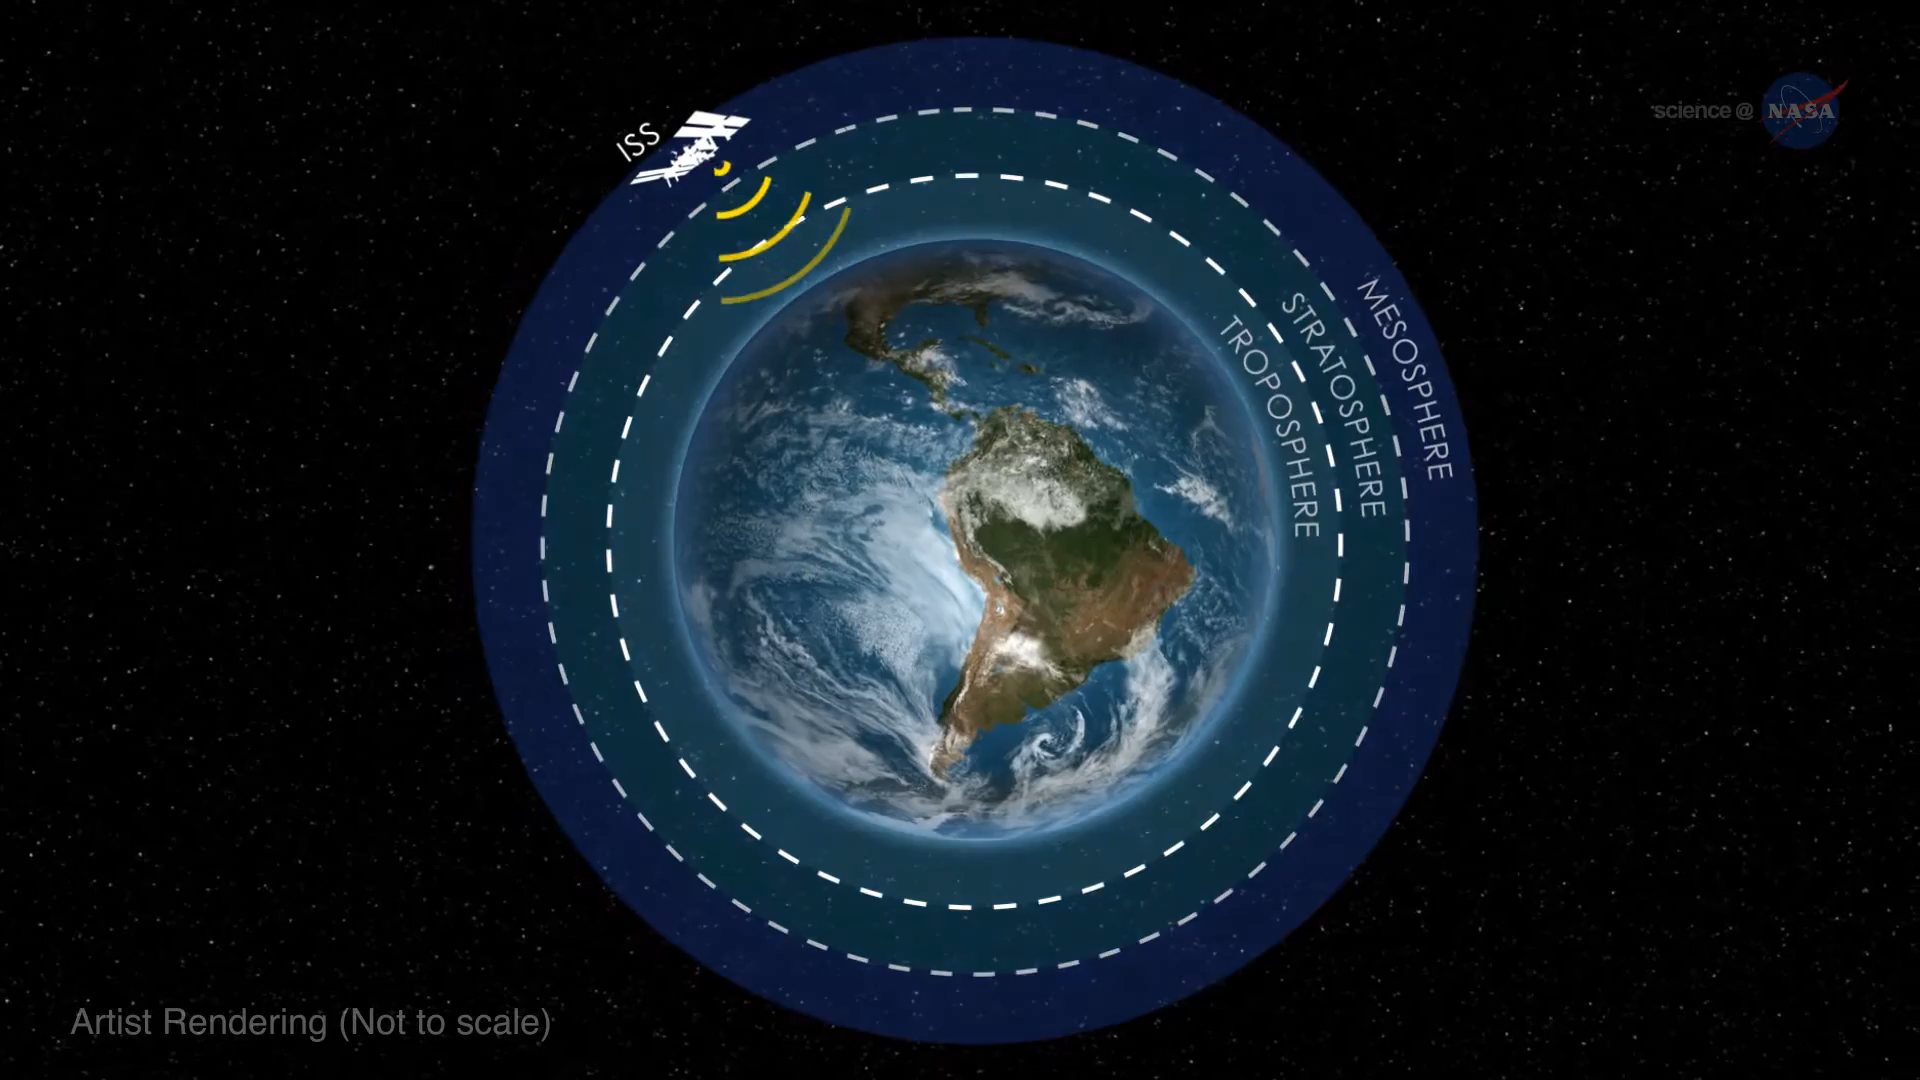 science @ NASA
ISS
MESOSPHERE
STRATOSPHERE
TROPOSPHERE
Artist Rendering (Not to scale)